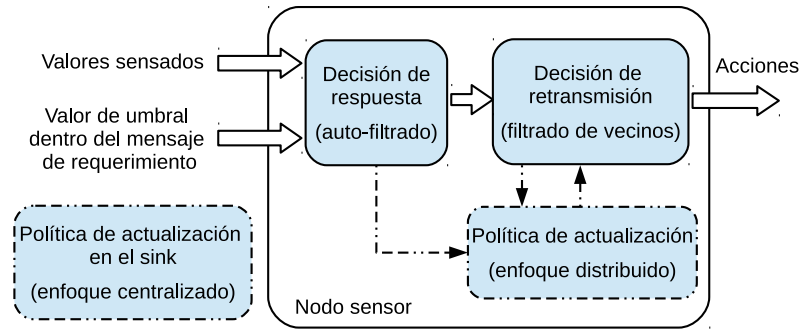 Valores sensados
Valor de umbral
dentro del mensaje
de requerimiento
Decisión de
respuesta
(auto-filtrado)
Decisión de
retransmisión
(filtrado de vecinos)
Acciones
Política de actualización
en el sink
(enfoque centralizado)
Política de actualización
(enfoque distribuido)
Nodo sensor